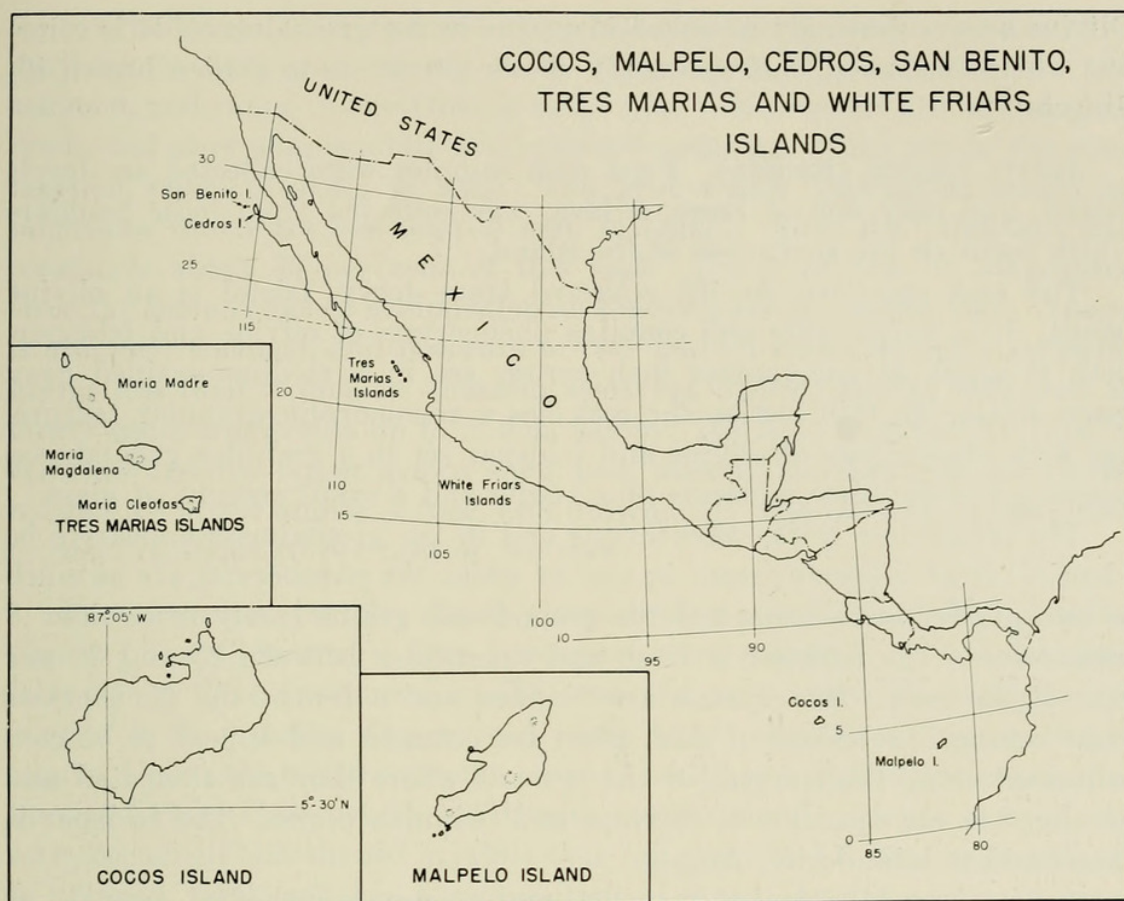 COCOS, MALPELO, CEDROS, SAN BENITO,
TRES MARIAS AND WHITE FRIARS
ISLANDS
UNITED STATES
30
San Benito I.
Cedros I.
MEXICO
25
115
Tres
Marias
Islands
20
110
White Friars
Islands
15
105
100
10
95
90
Cocos I.
5
Malpelo I.
0
85
80
Maria Madre
Maria
Magdalena
Maria Cleofas
TRES MARIAS ISLANDS
87°05' W
5°-30' N
COCOS ISLAND
MALPELO ISLAND